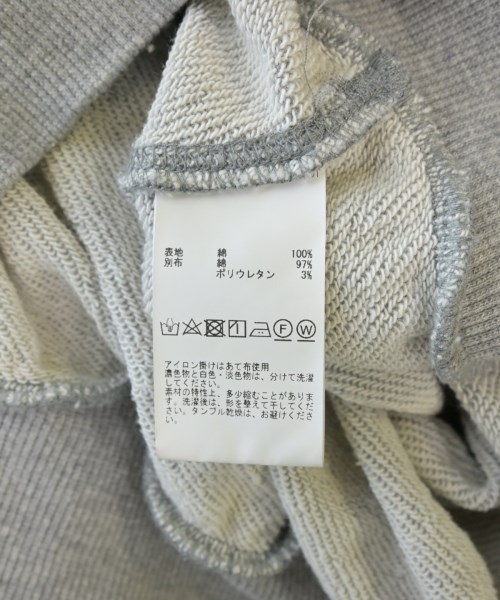 表地 綿 100%
別布 綿 97%
ポリウレタン 3%
F W
アイロン掛けはあて布使用
濃色物と白色・淡色物は、分けて洗濯
してください。
素材の特性上、多少縮むことがありま
す。洗濯後は、形を整えて干してくださ
い。タンブル乾燥は、お避けください。